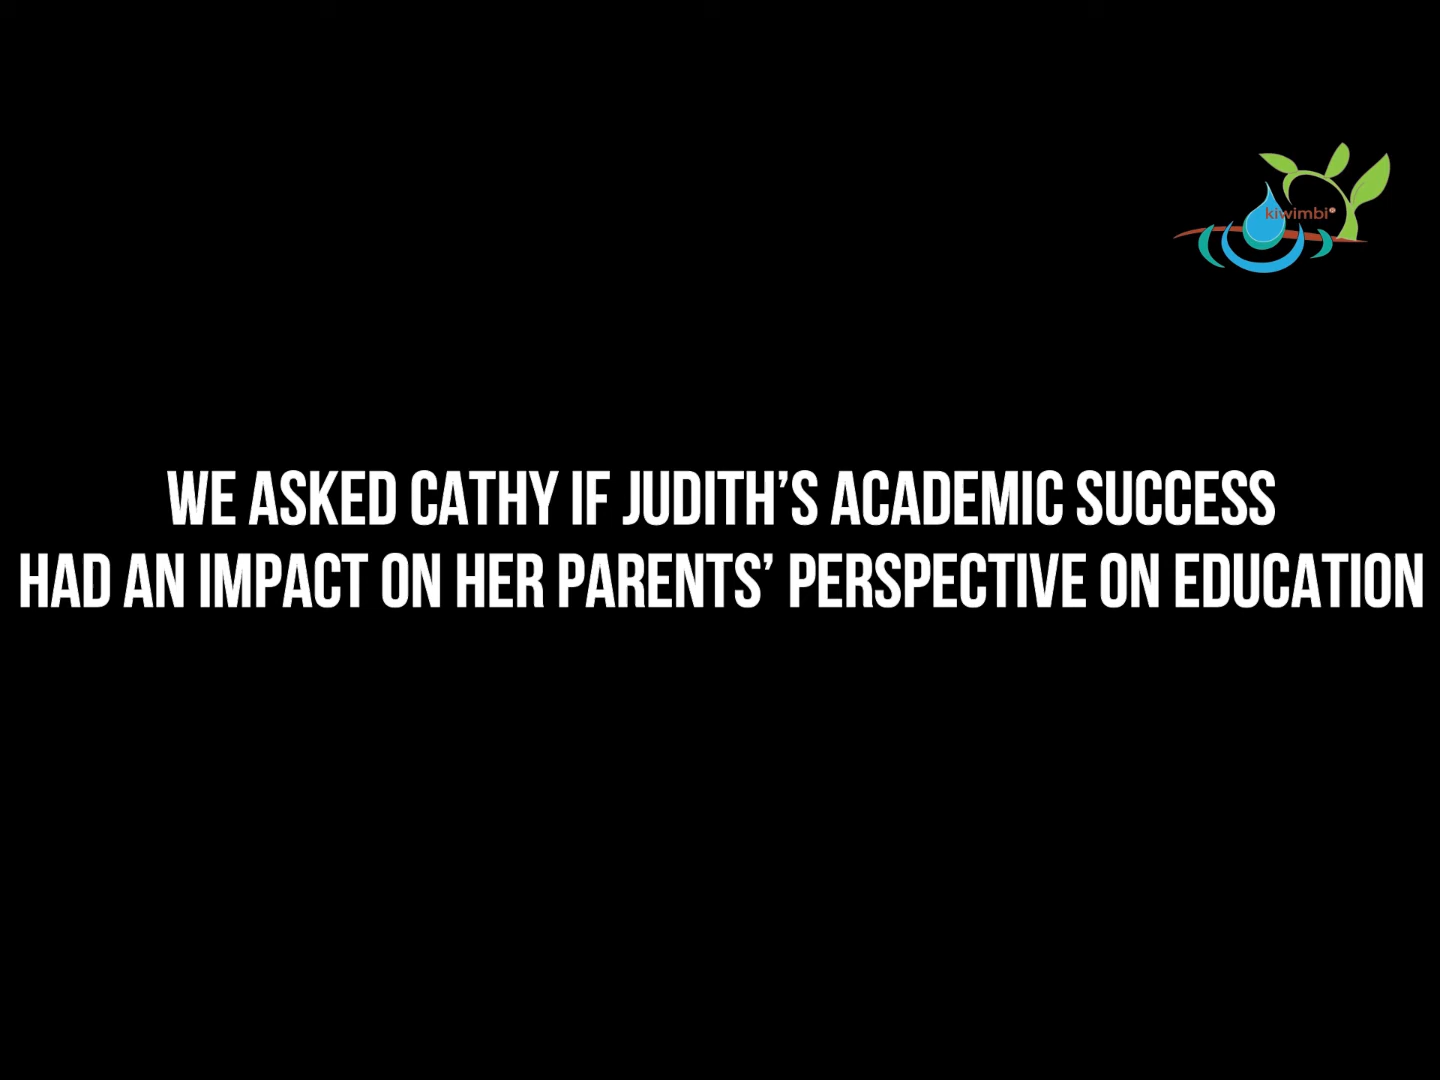 kiwimbi
WE ASKED CATHY IF JUDITH’S ACADEMIC SUCCESS
HAD AN IMPACT ON HER PARENTS’ PERSPECTIVE ON EDUCATION